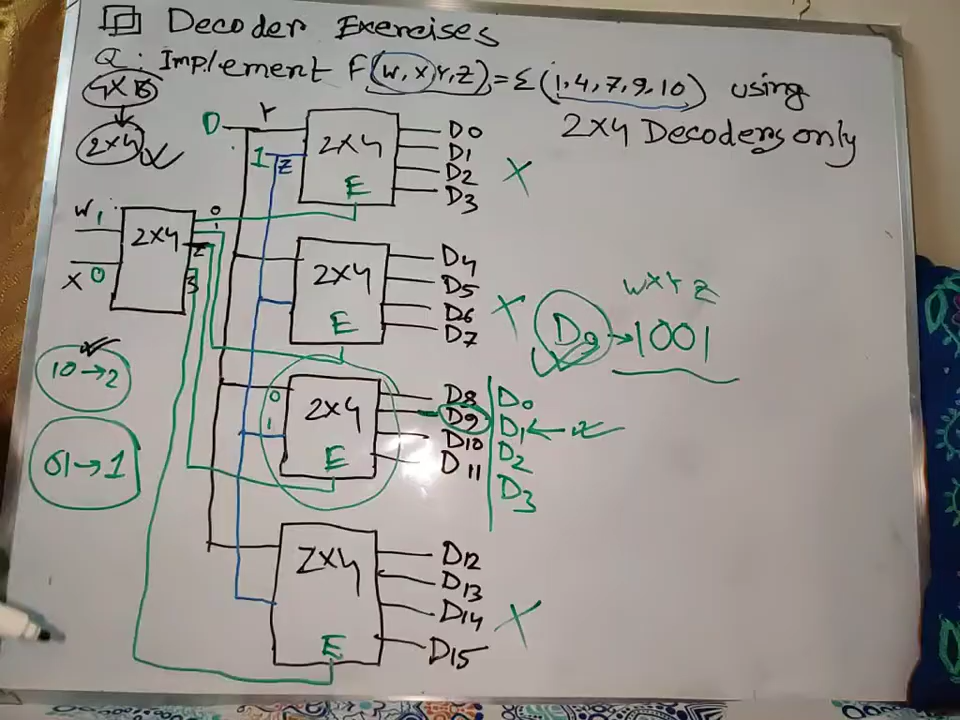 Decoder Exercises
Q: Implement F(W,X,Y,Z) = Σ(1,4,7,9,10) using
2X4 Decoders only
4X16
2X4
0 Y
1 Z
2X4
E
D0
D1
D2
D3
X
W 1
X 0
2X4
0
1
2
3
2X4
E
D4
D5
D6
D7
X
WXYZ
D9 → 1001
10→2
01→1
0
1
2X4
E
D8
D9
D10
D11
D0
D1 ←
D2
D3
2X4
E
D12
D13
D14
D15
X